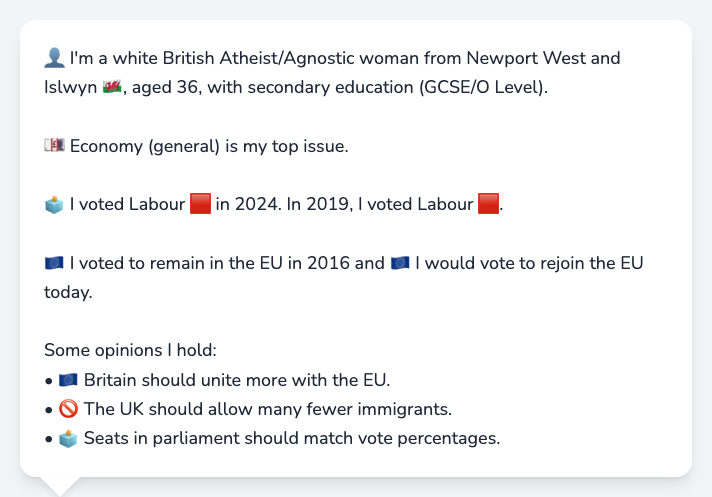 👤 I'm a white British Atheist/Agnostic woman from Newport West and
Islwyn 🏴󠁧󠁢󠁷󠁬󠁳󠁿, aged 36, with secondary education (GCSE/O Level).
💷 Economy (general) is my top issue.
🗳️ I voted Labour 🟥 in 2024. In 2019, I voted Labour 🟥.
🇪🇺 I voted to remain in the EU in 2016 and 🇪🇺 I would vote to rejoin the EU
today.
Some opinions I hold:
• 🇪🇺 Britain should unite more with the EU.
• 🚫 The UK should allow many fewer immigrants.
• 🗳️ Seats in parliament should match vote percentages.